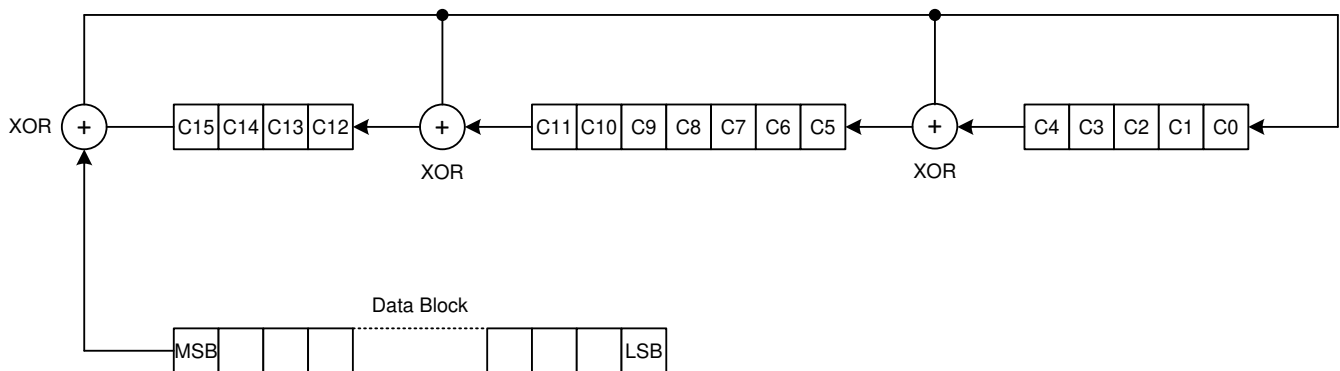 XOR + C15 C14 C13 C12 + C11 C10 C9 C8 C7 C6 C5 + C4 C3 C2 C1 C0
XOR XOR
Data Block
MSB LSB